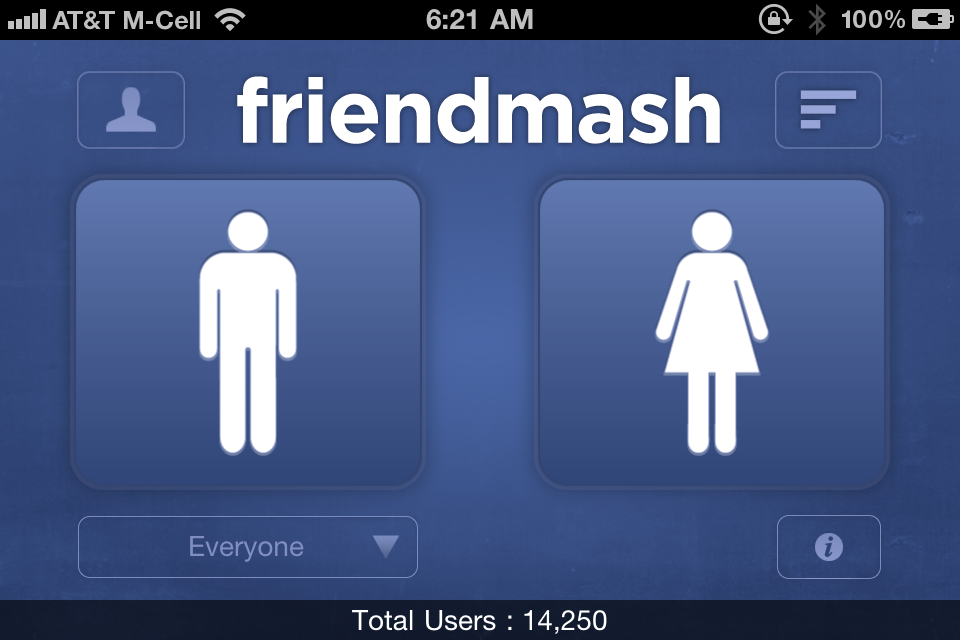 AT&T M-Cell 6:21 AM 100%
friendmash
Everyone
i
Total Users : 14,250